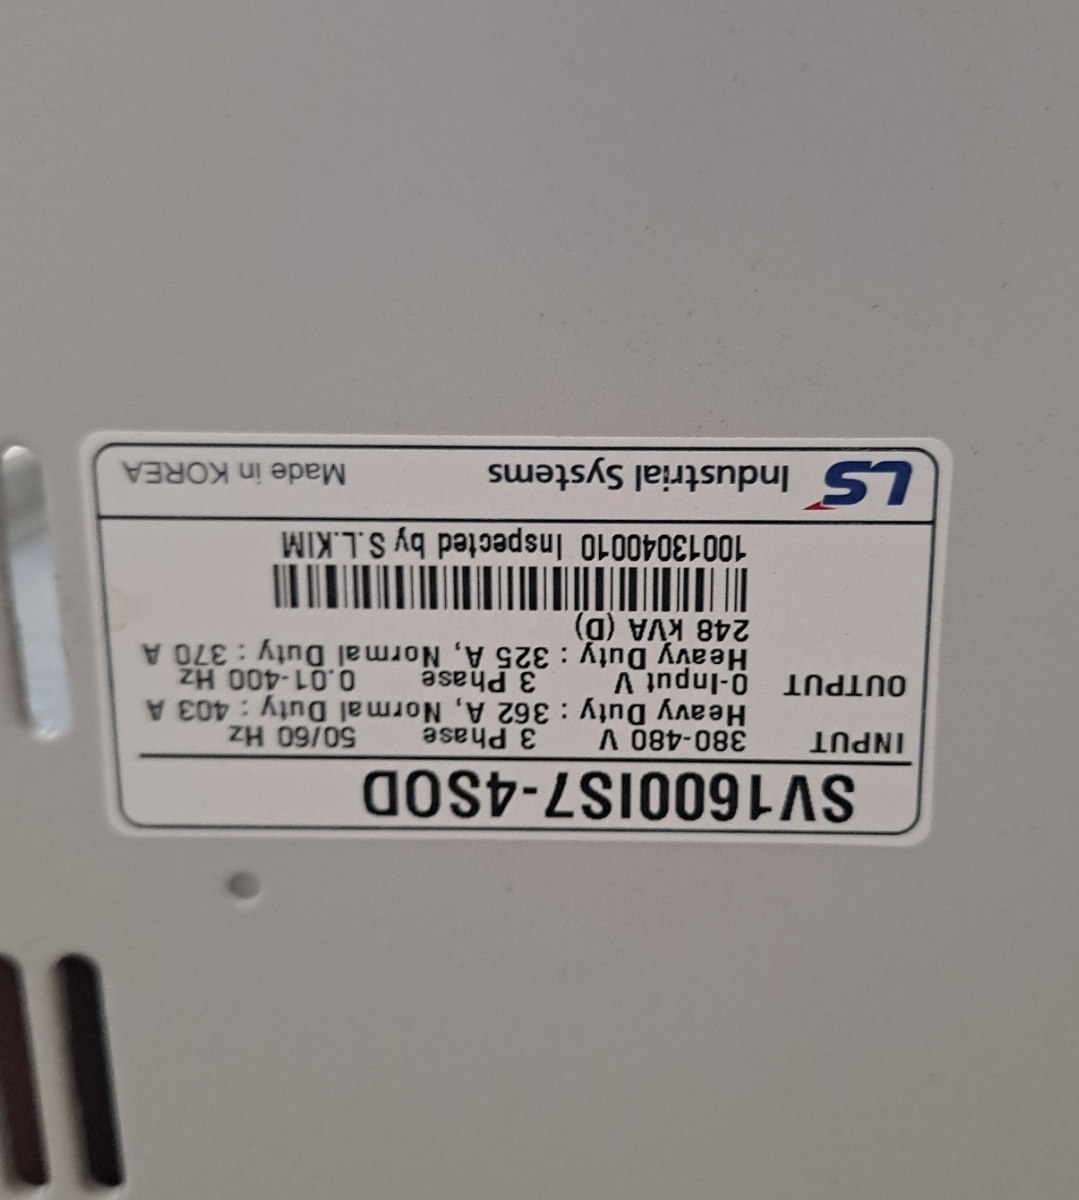 SV1600IS7-4SOD
INPUT 380-480 V 3 Phase 50/60 Hz
Heavy Duty : 362 A, Normal Duty : 403 A
OUTPUT 0-Input V 3 Phase 0.01-400 Hz
Heavy Duty : 325 A, Normal Duty : 370 A
248 kVA (D)
10013040010 Inspected by S.L.KIM
LS Industrial Systems Made in KOREA